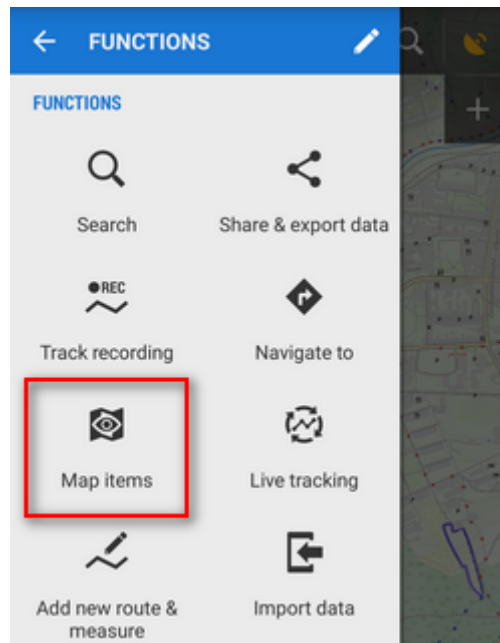 FUNCTIONS
FUNCTIONS
Search
Share & export data
REC
Track recording
Navigate to
Map items
Live tracking
Add new route &
measure
Import data